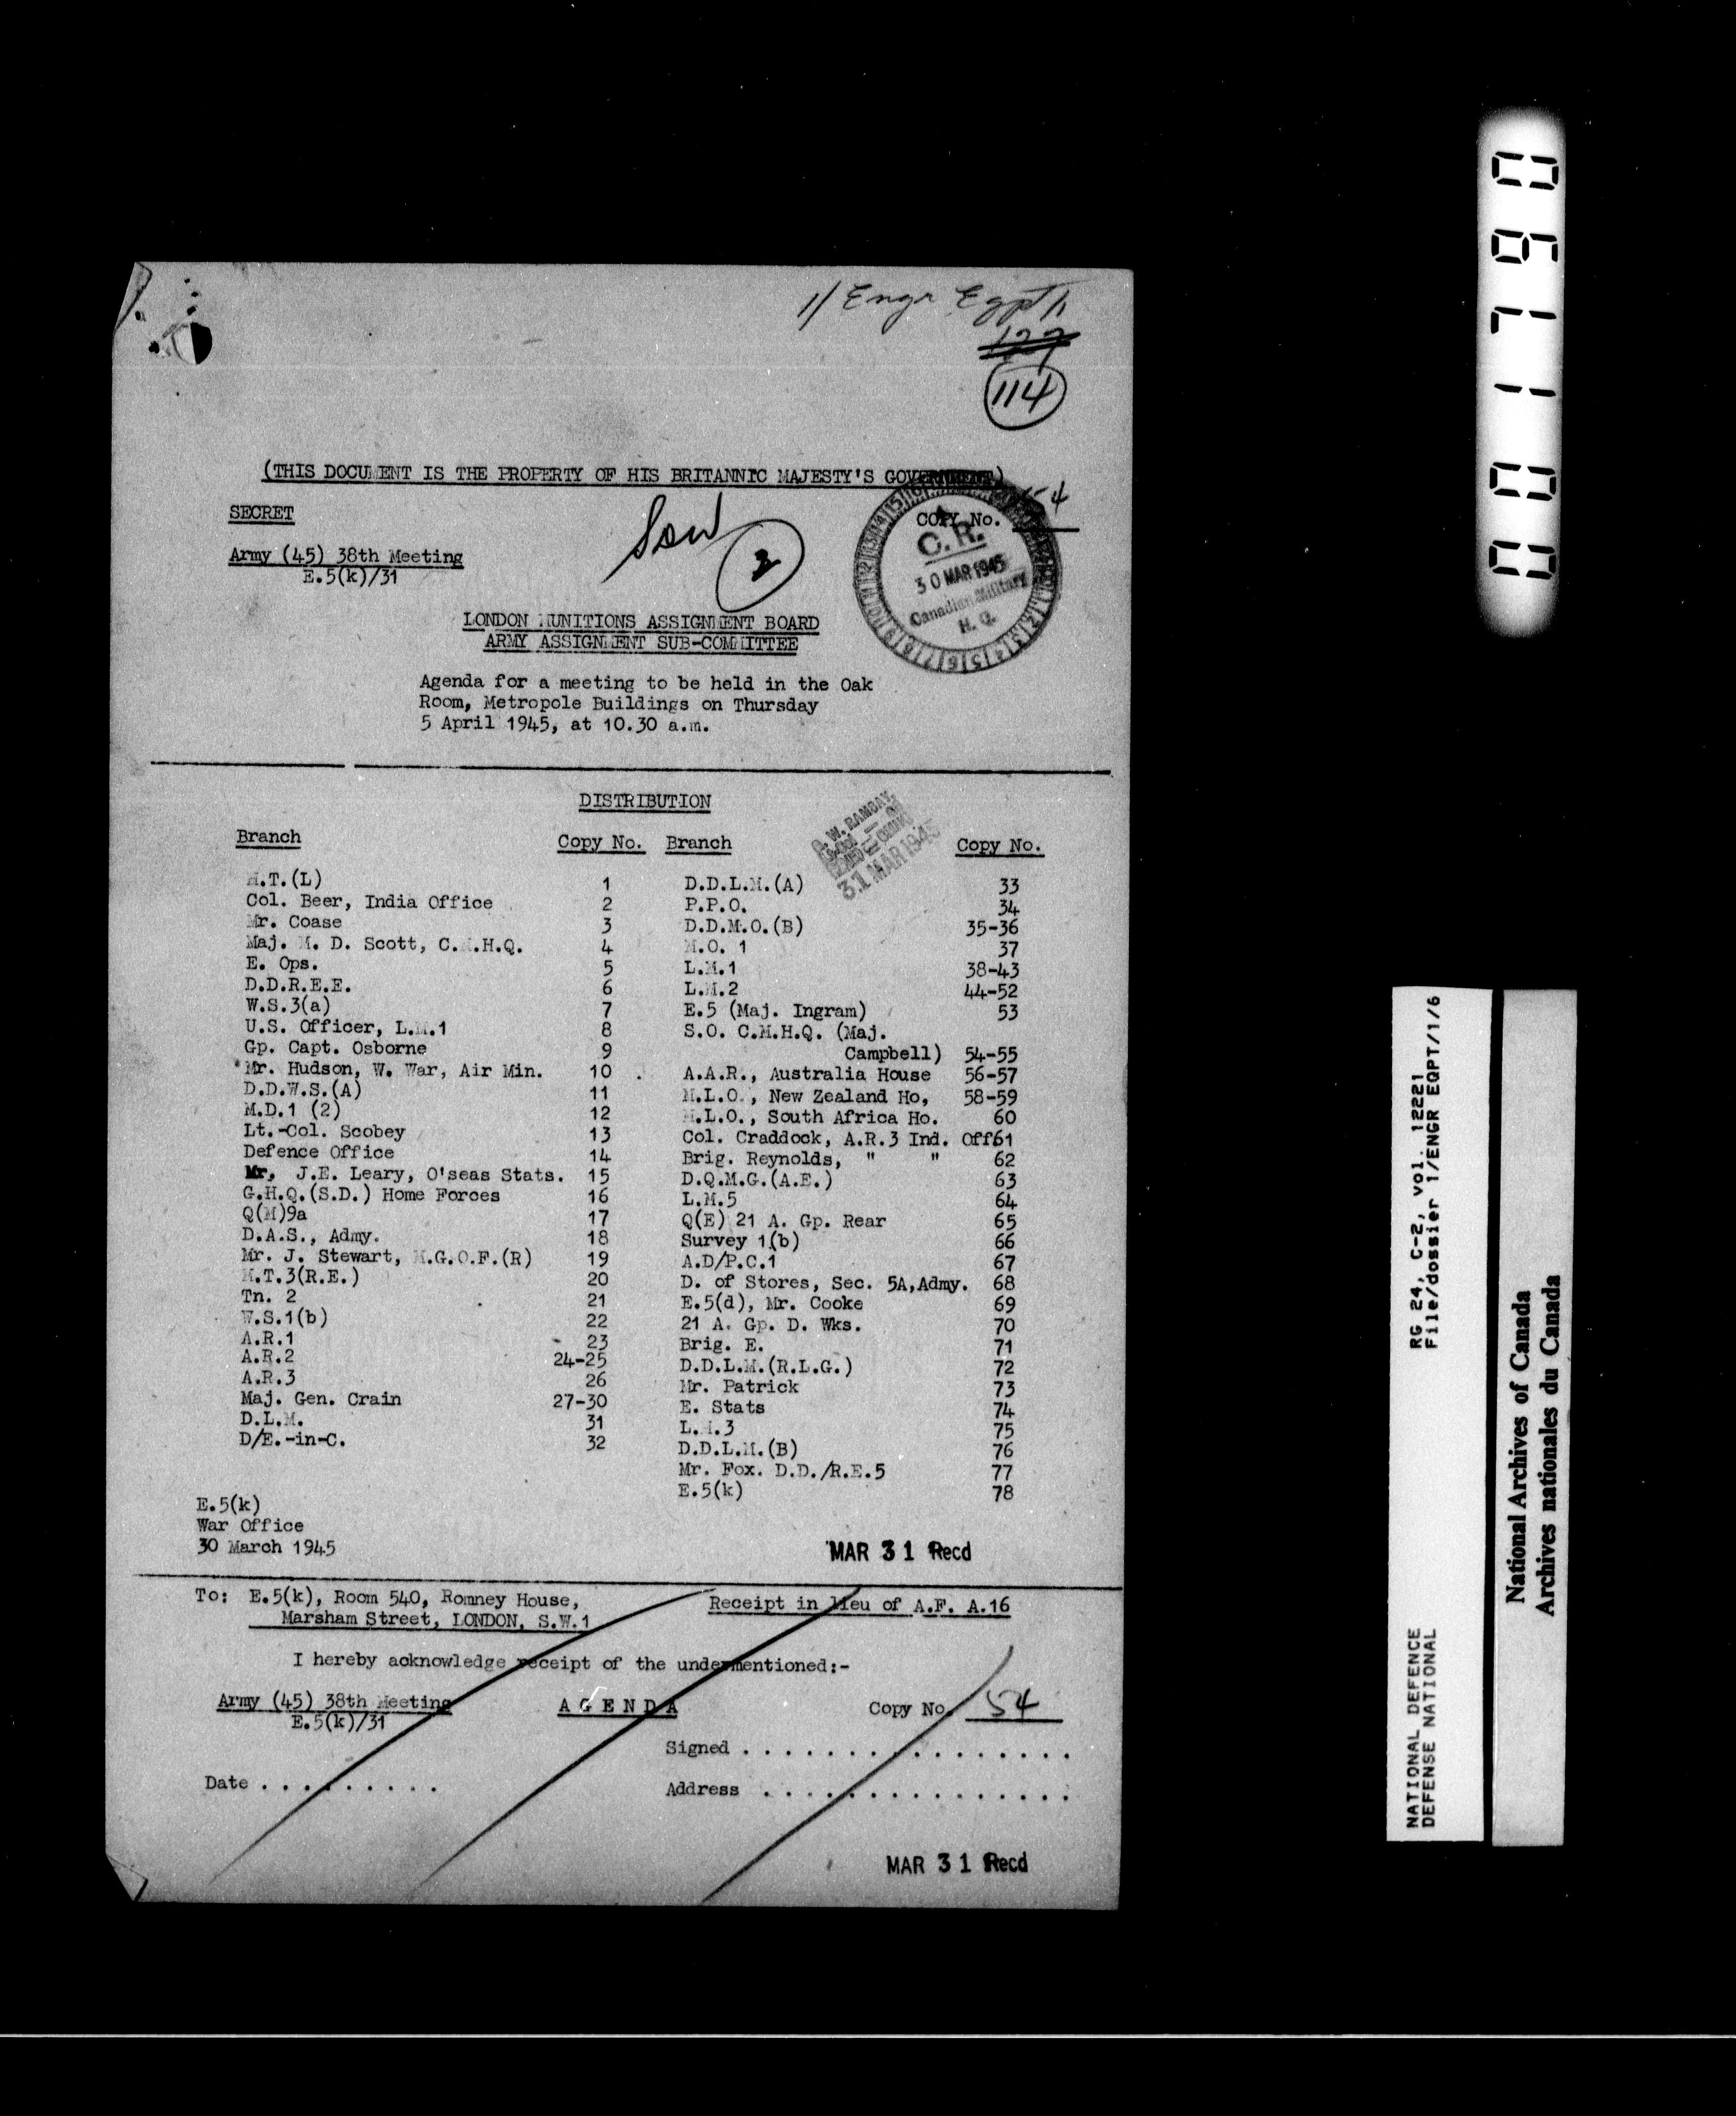 1/ Engr Eqpt/1
127
114
(THIS DOCUMENT IS THE PROPERTY OF HIS BRITANNIC MAJESTY'S GOVERNMENT)
SECRET
COPY No. 54
Army (45) 38th Meeting
E.5(k)/31
2
C.R.
30 MAR 1945
Canadian Military
H. Q.
LONDON MUNITIONS ASSIGNMENT BOARD
ARMY ASSIGNMENT SUB-COMMITTEE
Agenda for a meeting to be held in the Oak
Room, Metropole Buildings on Thursday
5 April 1945, at 10.30 a.m.
DISTRIBUTION
W. RAMSAY,
31 MAR 1945
Branch Copy No.
M.T.(L) 1
Col. Beer, India Office 2
Mr. Coase 3
Maj. M. D. Scott, C.M.H.Q. 4
E. Ops. 5
D.D.R.E.E. 6
W.S.3(a) 7
U.S. Officer, L.M.1 8
Gp. Capt. Osborne 9
Mr. Hudson, W. War, Air Min. 10
D.D.W.S.(A) 11
M.D.1 (2) 12
Lt.-Col. Scobey 13
Defence Office 14
Mr, J.E. Leary, O'seas Stats. 15
G.H.Q.(S.D.) Home Forces 16
Q(M)9a 17
D.A.S., Admy. 18
Mr. J. Stewart, M.G.O.F.(R) 19
M.T.3(R.E.) 20
Tn. 2 21
W.S.1(b) 22
A.R.1 23
A.R.2 24-25
A.R.3 26
Maj. Gen. Crain 27-30
D.L.M. 31
D/E.-in-C. 32
Branch Copy No.
D.D.L.M.(A) 33
P.P.O. 34
D.D.M.O.(B) 35-36
M.O. 1 37
L.M.1 38-43
L.M.2 44-52
E.5 (Maj. Ingram) 53
S.O. C.M.H.Q. (Maj.
Campbell) 54-55
A.A.R., Australia House 56-57
M.L.O., New Zealand Ho, 58-59
M.L.O., South Africa Ho. 60
Col. Craddock, A.R.3 Ind. Off61
Brig. Reynolds, " " 62
D.Q.M.G.(A.E.) 63
L.M.5 64
Q(E) 21 A. Gp. Rear 65
Survey 1(b) 66
A.D/P.C.1 67
D. of Stores, Sec. 5A,Admy. 68
E.5(d), Mr. Cooke 69
21 A. Gp. D. Wks. 70
Brig. E. 71
D.D.L.M.(R.L.G.) 72
Mr. Patrick 73
E. Stats 74
L.M.3 75
D.D.L.M.(B) 76
Mr. Fox. D.D./R.E.5 77
E.5(k) 78
E.5(k)
War Office
30 March 1945
MAR 31 Recd
To: E.5(k), Room 540, Romney House,
Marsham Street, LONDON, S.W.1
Receipt in lieu of A.F. A.16
I hereby acknowledge receipt of the undermentioned:-
Army (45) 38th Meeting
E.5(k)/31
AGENDA
Copy No. 54
Signed . . . . . . . . . . . . . . . .
Date . . . . . . . . .
Address . . . . . . . . . . . . . . .
MAR 31 Recd
0071790
RG 24, C-2, vol. 12221
File/dossier 1/ENGR EQPT/1/6
NATIONAL DEFENCE
DEFENSE NATIONAL
National Archives of Canada
Archives nationales du Canada